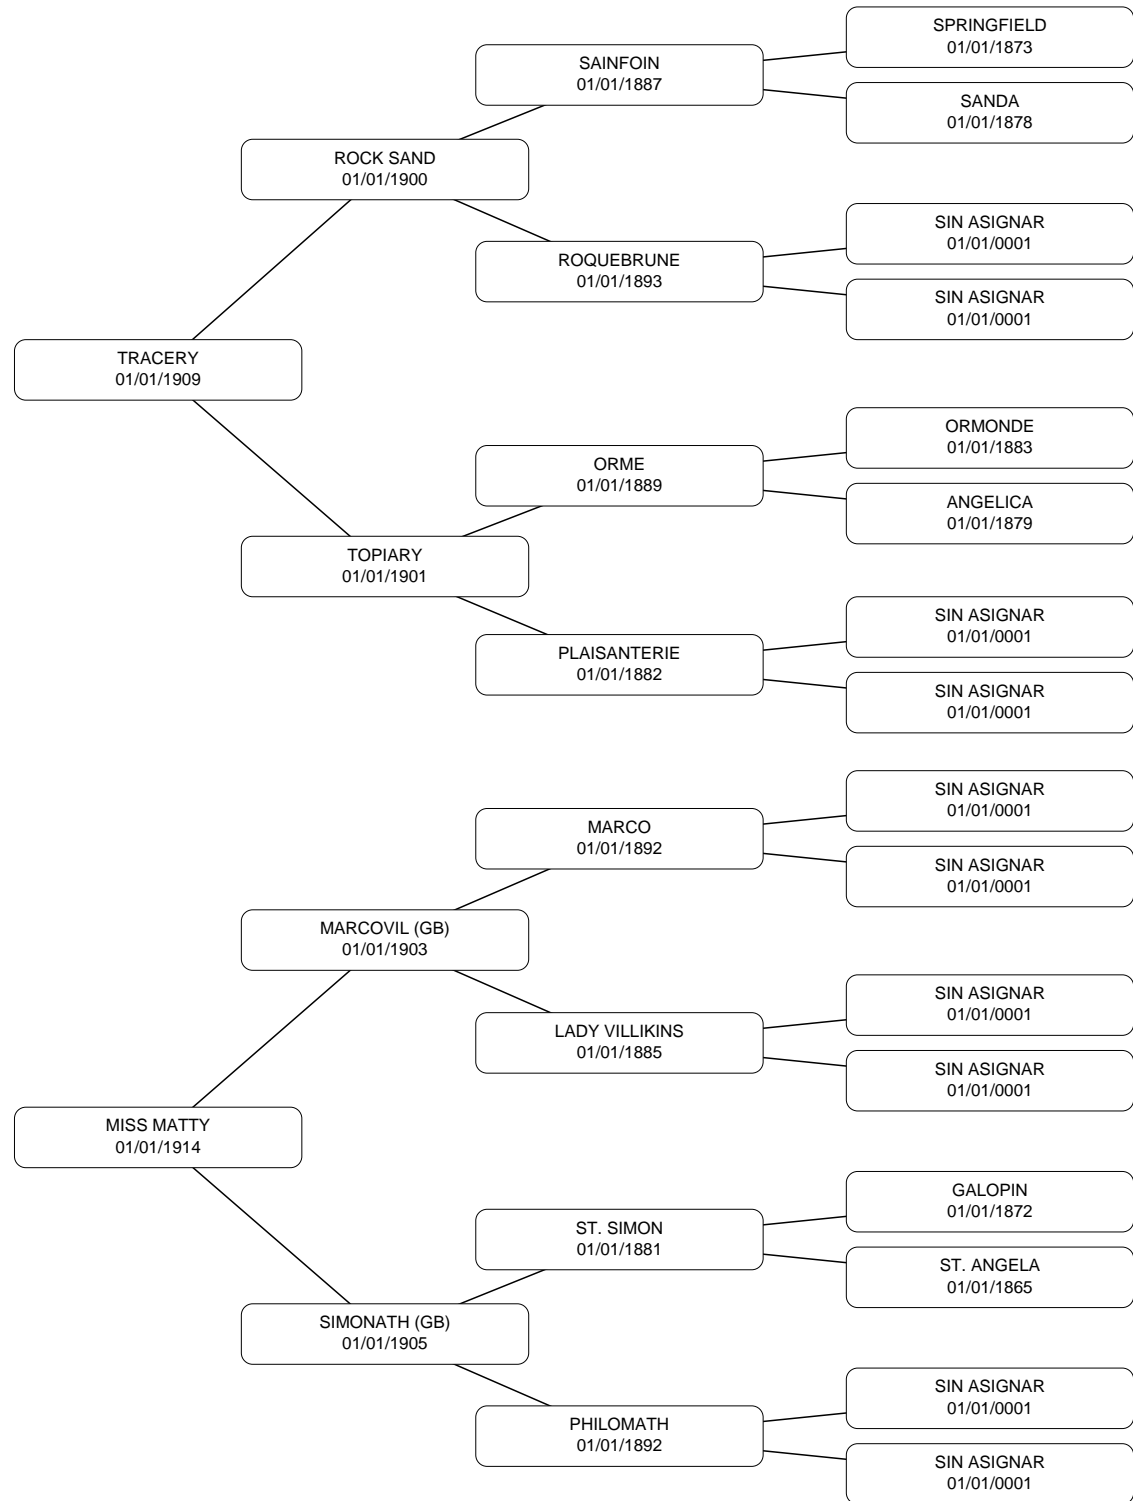 SPRINGFIELD
01/01/1873
SAINFOIN
01/01/1887
SANDA
01/01/1878
ROCK SAND
01/01/1900
SIN ASIGNAR
01/01/0001
ROQUEBRUNE
01/01/1893
SIN ASIGNAR
01/01/0001
TRACERY
01/01/1909
ORMONDE
01/01/1883
ORME
01/01/1889
ANGELICA
01/01/1879
TOPIARY
01/01/1901
SIN ASIGNAR
01/01/0001
PLAISANTERIE
01/01/1882
SIN ASIGNAR
01/01/0001
SIN ASIGNAR
01/01/0001
MARCO
01/01/1892
SIN ASIGNAR
01/01/0001
MARCOVIL (GB)
01/01/1903
SIN ASIGNAR
01/01/0001
LADY VILLIKINS
01/01/1885
SIN ASIGNAR
01/01/0001
MISS MATTY
01/01/1914
GALOPIN
01/01/1872
ST. SIMON
01/01/1881
ST. ANGELA
01/01/1865
SIMONATH (GB)
01/01/1905
SIN ASIGNAR
01/01/0001
PHILOMATH
01/01/1892
SIN ASIGNAR
01/01/0001